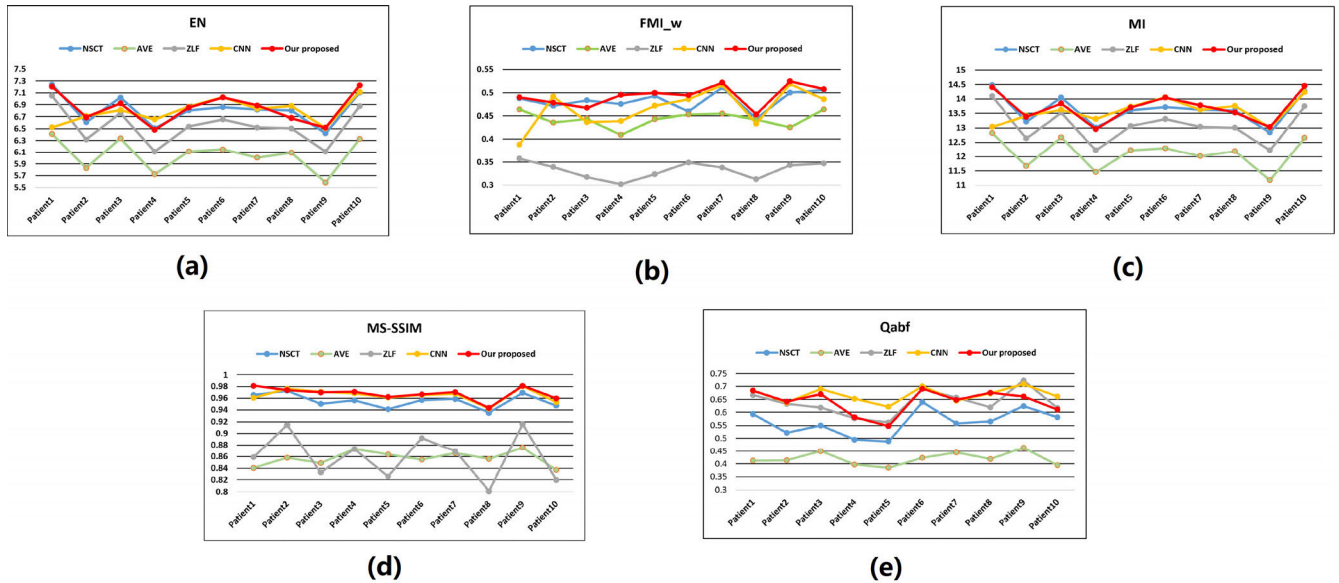 EN
NSCT AVE ZLF CNN Our proposed
7.5
7.3
7.1
6.9
6.7
6.5
6.3
6.1
5.9
5.7
5.5
Patient1 Patient2 Patient3 Patient4 Patient5 Patient6 Patient7 Patient8 Patient9 Patient10
(a)
FMI_w
NSCT AVE ZLF CNN Our proposed
0.55
0.5
0.45
0.4
0.35
0.3
Patient1 Patient2 Patient3 Patient4 Patient5 Patient6 Patient7 Patient8 Patient9 Patient10
(b)
MI
NSCT AVE ZLF CNN Our proposed
15
14.5
14
13.5
13
12.5
12
11.5
11
Patient1 Patient2 Patient3 Patient4 Patient5 Patient6 Patient7 Patient8 Patient9 Patient10
(c)
MS-SSIM
NSCT AVE ZLF CNN Our proposed
1
0.98
0.96
0.94
0.92
0.9
0.88
0.86
0.84
0.82
0.8
Patient1 Patient2 Patient3 Patient4 Patient5 Patient6 Patient7 Patient8 Patient9 Patient10
(d)
Qabf
NSCT AVE ZLF CNN Our proposed
0.75
0.7
0.65
0.6
0.55
0.5
0.45
0.4
0.35
0.3
Patient1 Patient2 Patient3 Patient4 Patient5 Patient6 Patient7 Patient8 Patient9 Patient10
(e)